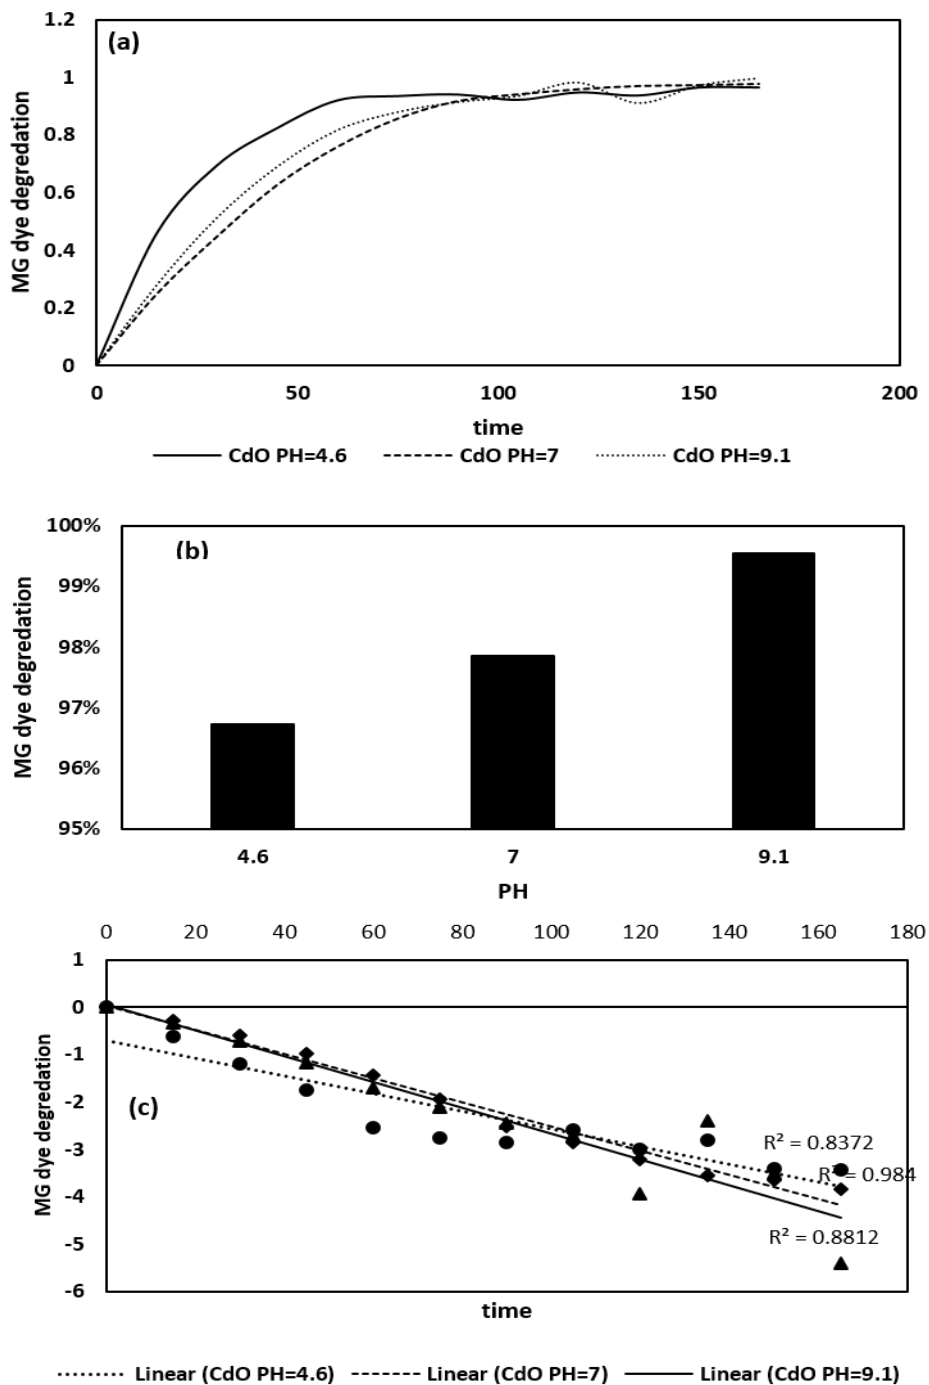 (a)
1.2
1
0.8
0.6
0.4
0.2
0
MG dye degredation
0 50 100 150 200
time
CdO PH=4.6 CdO PH=7 CdO PH=9.1
(b)
100%
99%
98%
97%
96%
95%
MG dye degredation
4.6 7 9.1
PH
0 20 40 60 80 100 120 140 160 180
1
0
-1
-2
-3
-4
-5
-6
MG dye degredation
(c)
R² = 0.8372
R² = 0.984
R² = 0.8812
time
Linear (CdO PH=4.6) Linear (CdO PH=7) Linear (CdO PH=9.1)